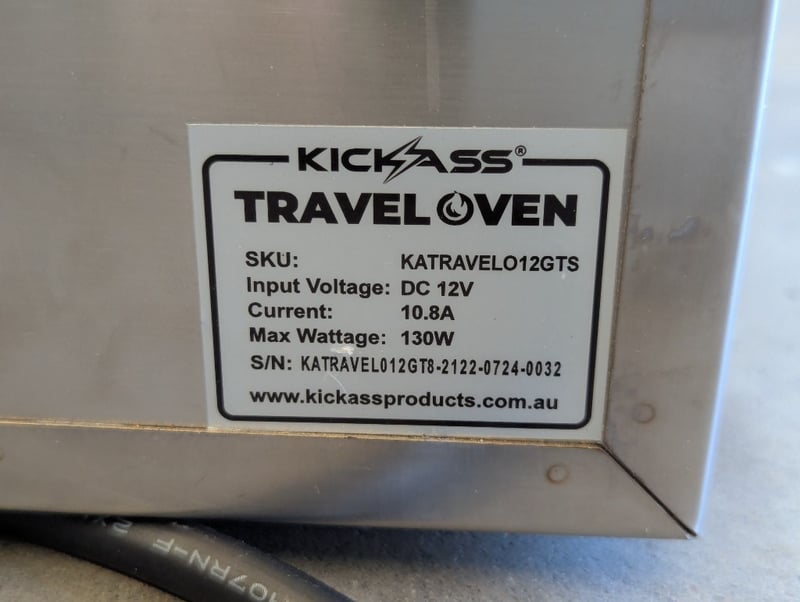 KICKASS®
TRAVEL OVEN
SKU: KATRAVELO12GTS
Input Voltage: DC 12V
Current: 10.8A
Max Wattage: 130W
S/N: KATRAVEL012GT8-2122-0724-0032
www.kickassproducts.com.au
07RN-F